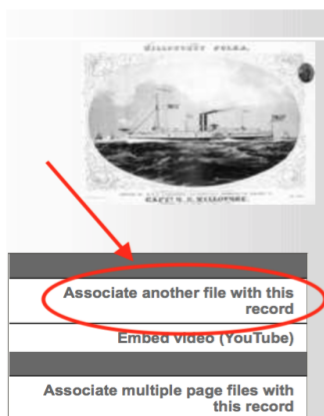 Associate another file with this
record
Embed video (YouTube)
Associate multiple page files with
this record